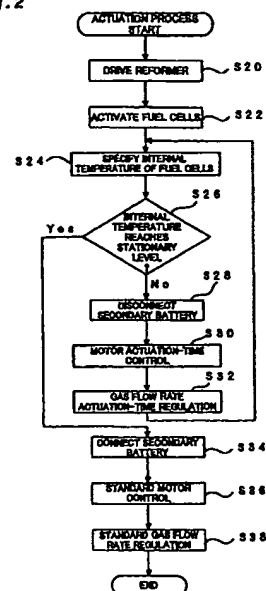 ACTUATION PROCESS
START
DRIVE REFORMER
S20
ACTIVATE FUEL CELLS
S22
S24
SPECIFY INTERNAL
TEMPERATURE OF FUEL CELLS
S26
INTERNAL
TEMPERATURE
REACHES
STATIONARY
LEVEL
Yes
No
S28
DISCONNECT
SECONDARY BATTERY
S30
MOTOR ACTUATION-TIME
CONTROL
S32
GAS FLOW RATE
ACTUATION-TIME REGULATION
CONNECT SECONDARY
BATTERY
S34
STANDARD MOTOR
CONTROL
S36
STANDARD GAS FLOW
RATE REGULATION
S38
END